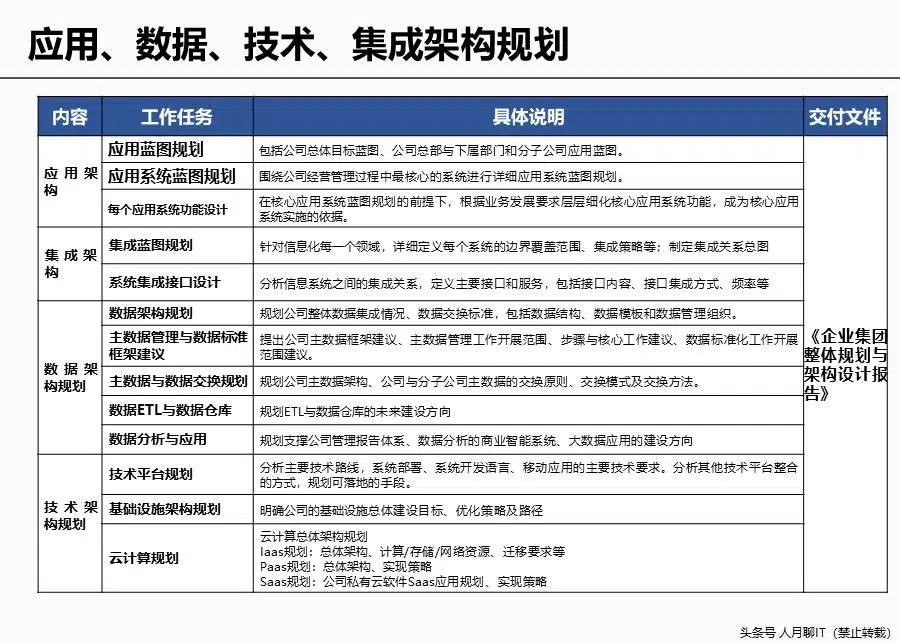 应用、数据、技术、集成架构规划
内容 工作任务 具体说明 交付文件
应用架
构
应用蓝图规划 包括公司总体目标蓝图、公司总部与下属部门和分子公司应用蓝图。
应用系统蓝图规划 围绕公司经营管理过程中最核心的系统进行详细应用系统蓝图规划。
每个应用系统功能设计
在核心应用系统蓝图规划的前提下，根据业务发展要求层层细化核心应用系统功能，成为核心应用
系统实施的依据。
集成架
构
集成蓝图规划 针对信息化每一个领域，详细定义每个系统的边界覆盖范围、集成策略等；制定集成关系总图
系统集成接口设计 分析信息系统之间的集成关系，定义主要接口和服务，包括接口内容、接口集成方式、频率等
数据架
构规划
数据架构规划 规划公司整体数据集成情况、数据交换标准，包括数据结构、数据模板和数据管理组织。
主数据管理与数据标准
框架建议
提出公司主数据框架建议、主数据管理工作开展范围、步骤与核心工作建议、数据标准化工作开展
范围建议。
主数据与数据交换规划 规划公司主数据架构、公司与分子公司主数据的交换原则、交换模式及交换方法。
数据ETL与数据仓库 规划ETL与数据仓库的未来建设方向
数据分析与应用 规划支撑公司管理报告体系、数据分析的商业智能系统、大数据应用的建设方向
技术架
构规划
技术平台规划
分析主要技术路线，系统部署、系统开发语言、移动应用的主要技术要求。分析其他技术平台整合
的方式，规划可落地的手段。
基础设施架构规划 明确公司的基础设施总体建设目标、优化策略及路径
云计算规划
云计算总体架构规划
Iaas规划：总体架构、计算/存储/网络资源、迁移要求等
Paas规划：总体架构、实现策略
Saas规划：公司私有云软件Saas应用规划、实现策略
《企业集团
整体规划与
架构设计报
告》
头条号 人月聊IT（禁止转载）